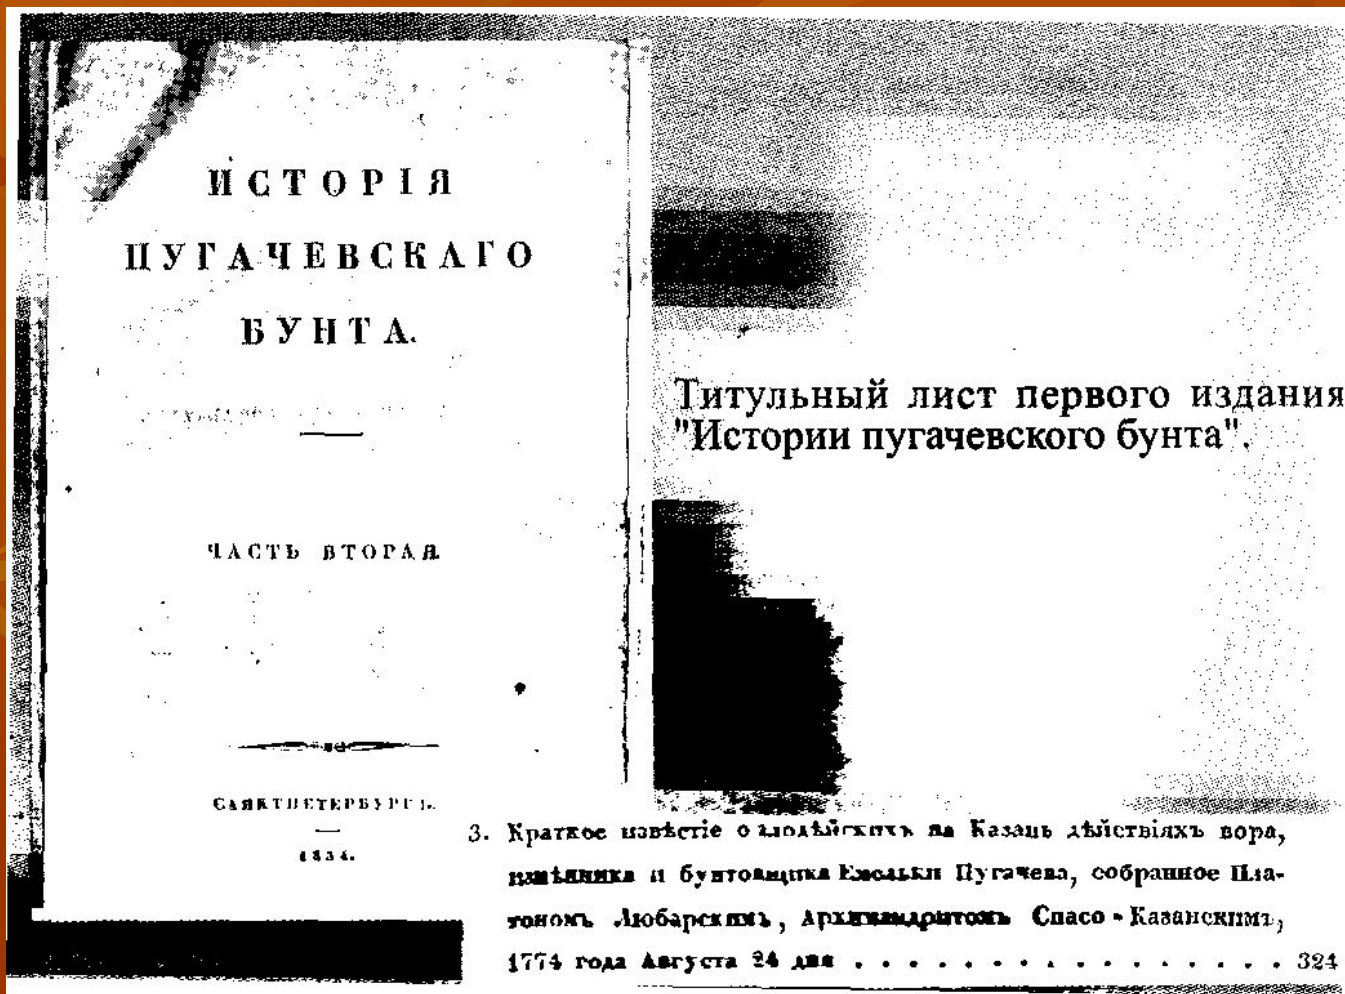 ИСТОРІЯ
ПУГАЧЕВСКАГО
БУНТА.
ЧАСТЬ ВТОРАЯ
САНКТПЕТЕРБУРГЪ.
1834.
Титульный лист первого издания
"Истории пугачевского бунта".
3. Краткое извѣстіе о злодѣйскихъ на Казань дѣйствіяхъ вора,
измѣнника и бунтовщика Емельки Пугачева, собранное Пла-
тономъ Любарскимъ, Архимандритомъ Спасо-Казанскимъ,
1774 года Августа 24 дня . . . . . . . . . . . . . . . . 324